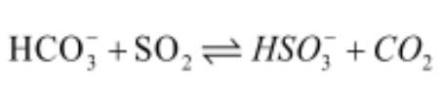 HCO₃⁻ + SO₂ ⇌ HSO₃⁻ + CO₂